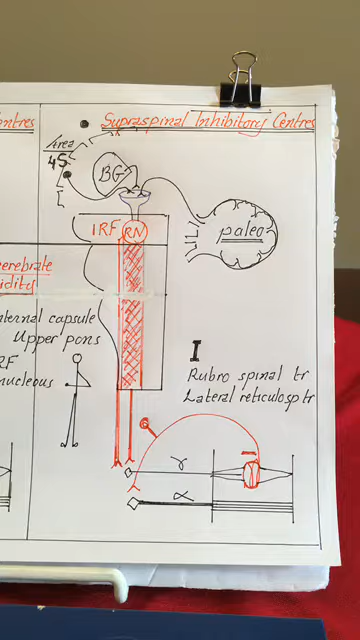 ntres
Supraspinal Inhibitory Centres
Area
4S
BG
IRF
RN
paleo
erebrate
idity
nternal capsule
Upper pons
RF
nucleous
I
Rubro spinal tr
Lateral reticulosp tr
γ
α